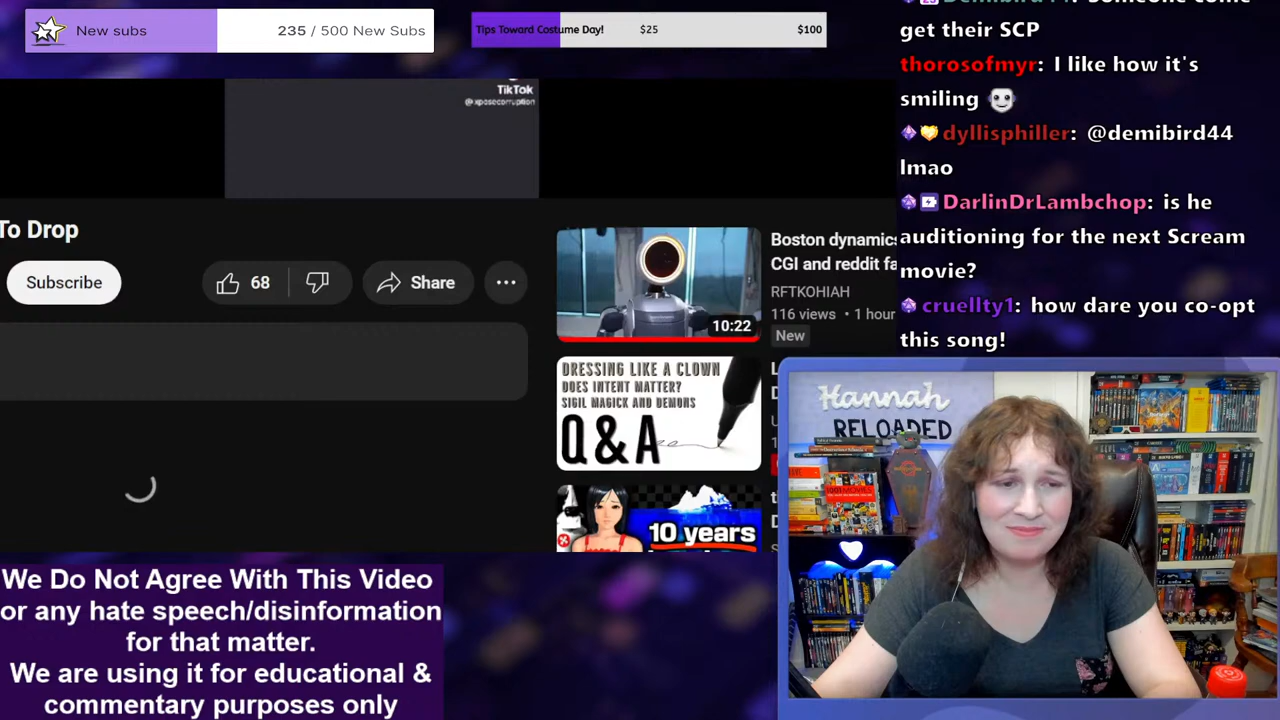 New subs
235 / 500 New Subs
Tips Toward Costume Day!
$25
$100
get their SCP
thorosofmyr: I like how it's
smiling
dyllisphiller: @demibird44
lmao
DarlinDrLambchop: is he
auditioning for the next Scream
movie?
cruellty1: how dare you co-opt
this song!
TikTok
@xposecorruption
To Drop
Subscribe
68
Share
10:22
Boston dynamics
CGI and reddit fa
RFTKOHIAH
116 views • 1 hour
New
DRESSING LIKE A CLOWN
DOES INTENT MATTER?
SIGIL MAGICK AND DEMONS
Q&A
10 years
Hannah
RELOADED
We Do Not Agree With This Video
or any hate speech/disinformation
for that matter.
We are using it for educational &
commentary purposes only